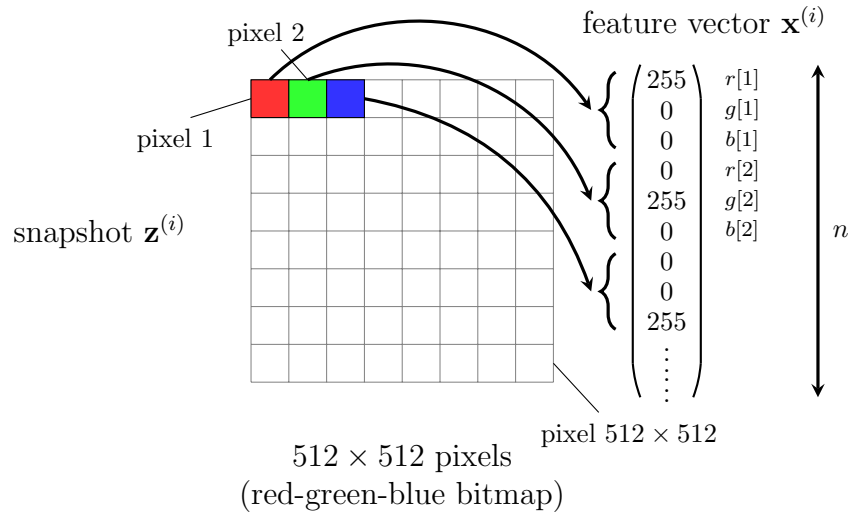 pixel 2
feature vector x^(i)
pixel 1
snapshot z^(i)
255 r[1]
0 g[1]
0 b[1]
0 r[2]
255 g[2]
0 b[2]
0
0
255
n
pixel 512 × 512
512 × 512 pixels
(red-green-blue bitmap)